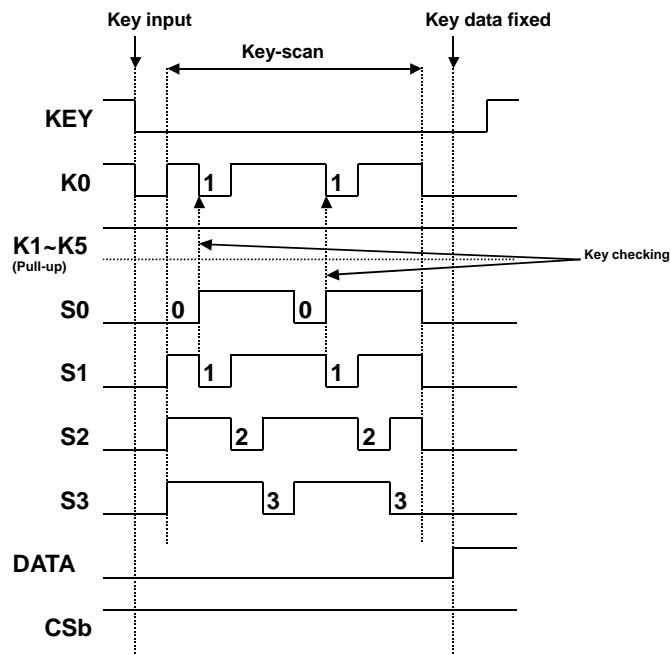 Key input
Key data fixed
Key-scan
KEY
K0
1
1
K1~K5
(Pull-up)
Key checking
S0
0
0
S1
1
1
S2
2
2
S3
3
3
DATA
CSb